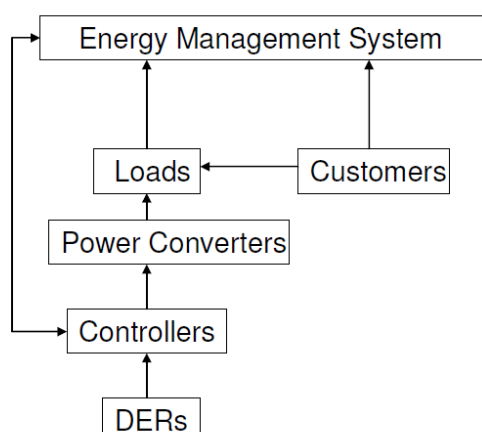 Energy Management System
Loads
Customers
Power Converters
Controllers
DERs